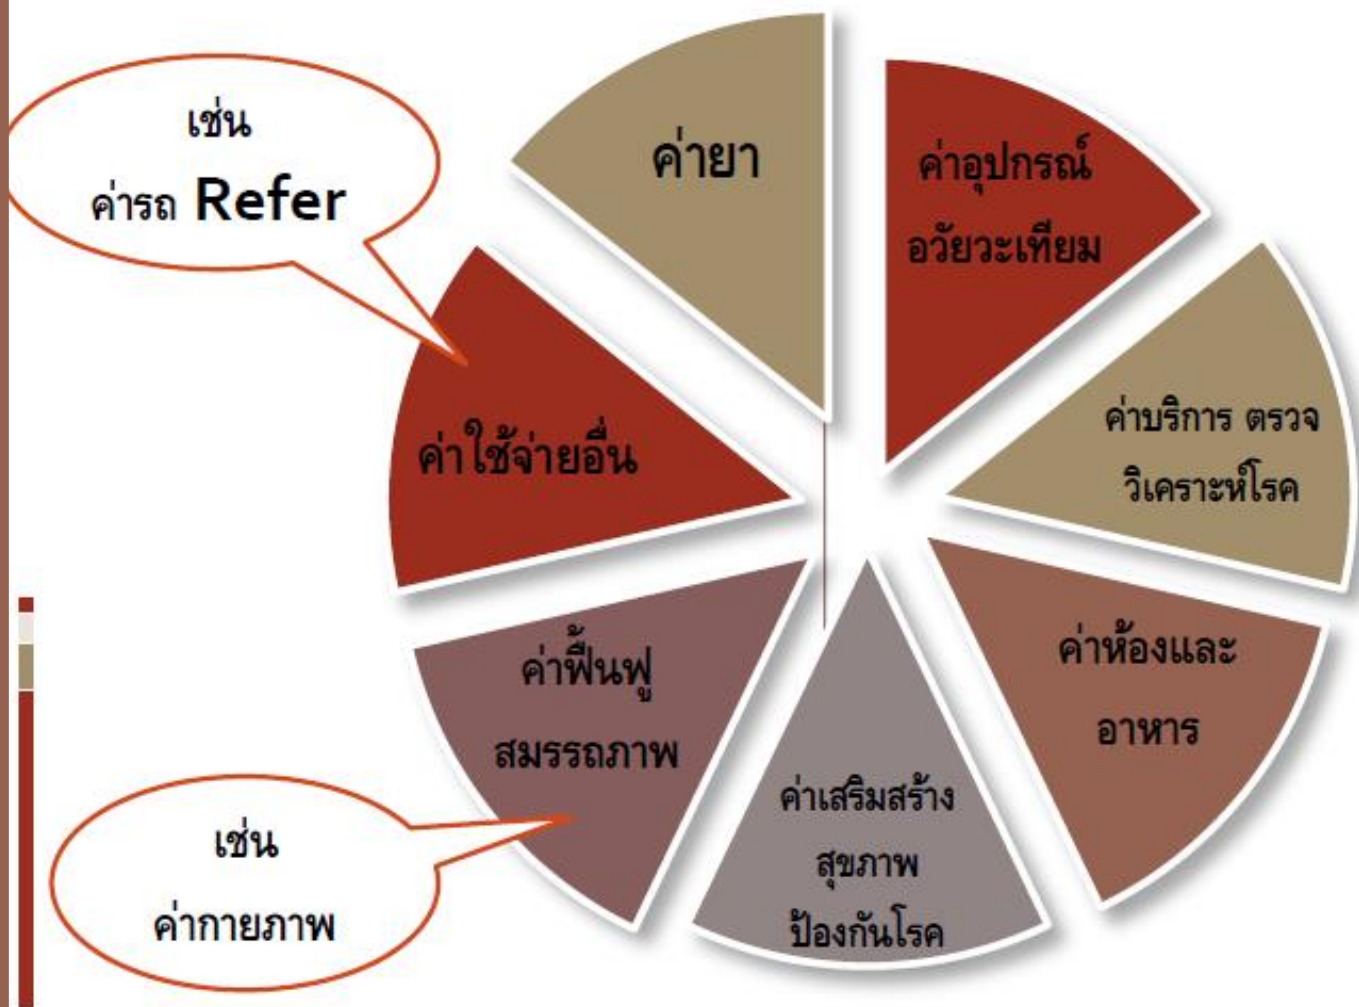 เช่น
ค่ารถ Refer
ค่ายา
ค่าอุปกรณ์
อวัยวะเทียม
ค่าบริการ ตรวจ
วิเคราะห์โรค
ค่าห้องและ
อาหาร
ค่าเสริมสร้าง
สุขภาพ
ป้องกันโรค
ค่าฟื้นฟู
สมรรถภาพ
ค่าใช้จ่ายอื่น
เช่น
ค่ากายภาพ